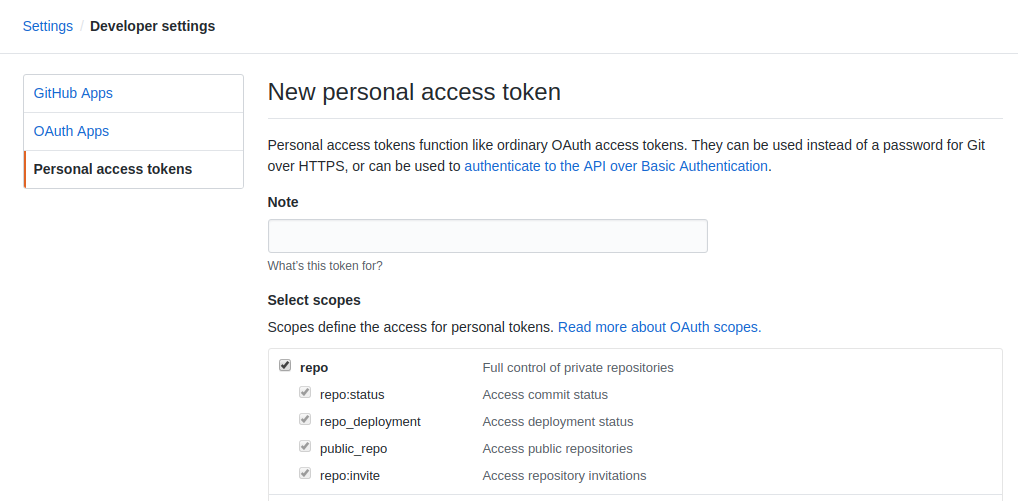 Settings / Developer settings
GitHub Apps
OAuth Apps
Personal access tokens
New personal access token
Personal access tokens function like ordinary OAuth access tokens. They can be used instead of a password for Git
over HTTPS, or can be used to authenticate to the API over Basic Authentication.
Note
What's this token for?
Select scopes
Scopes define the access for personal tokens. Read more about OAuth scopes.
repo Full control of private repositories
repo:status Access commit status
repo_deployment Access deployment status
public_repo Access public repositories
repo:invite Access repository invitations